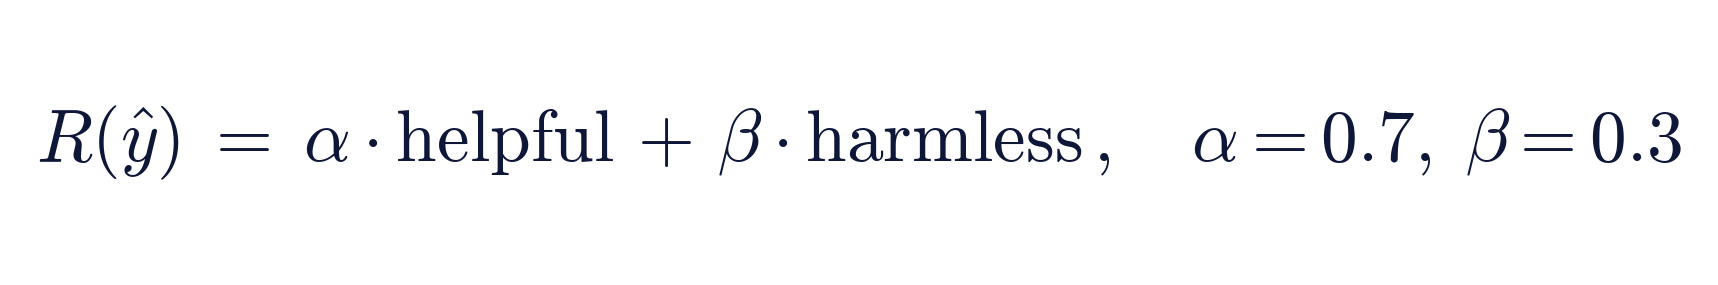 R(ŷ) = α · helpful + β · harmless , α = 0.7, β = 0.3